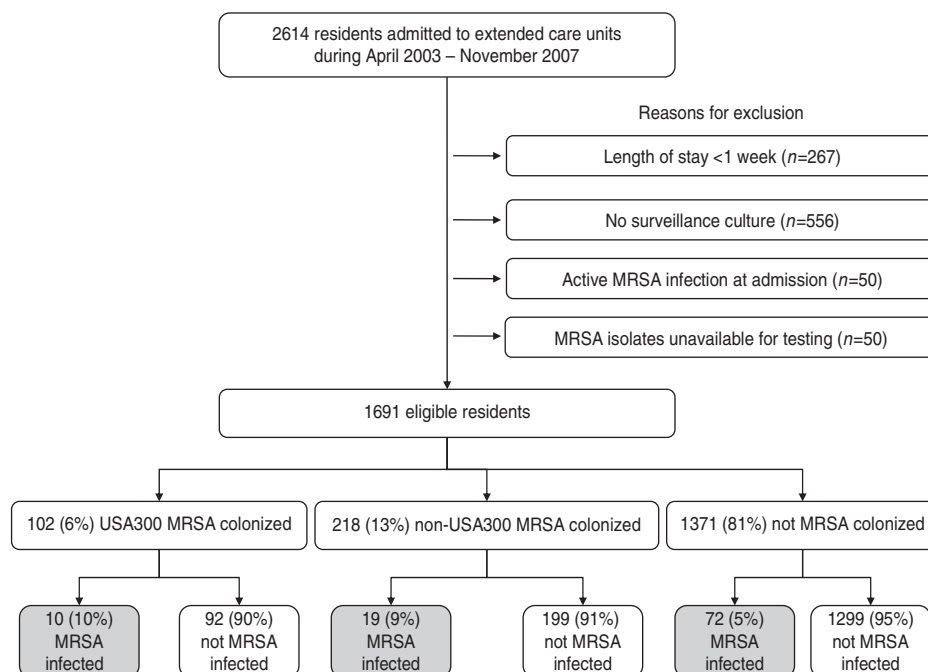 2614 residents admitted to extended care units
during April 2003 – November 2007
Reasons for exclusion
Length of stay <1 week (n=267)
No surveillance culture (n=556)
Active MRSA infection at admission (n=50)
MRSA isolates unavailable for testing (n=50)
1691 eligible residents
102 (6%) USA300 MRSA colonized
218 (13%) non-USA300 MRSA colonized
1371 (81%) not MRSA colonized
10 (10%)
MRSA
infected
92 (90%)
not MRSA
infected
19 (9%)
MRSA
infected
199 (91%)
not MRSA
infected
72 (5%)
MRSA
infected
1299 (95%)
not MRSA
infected